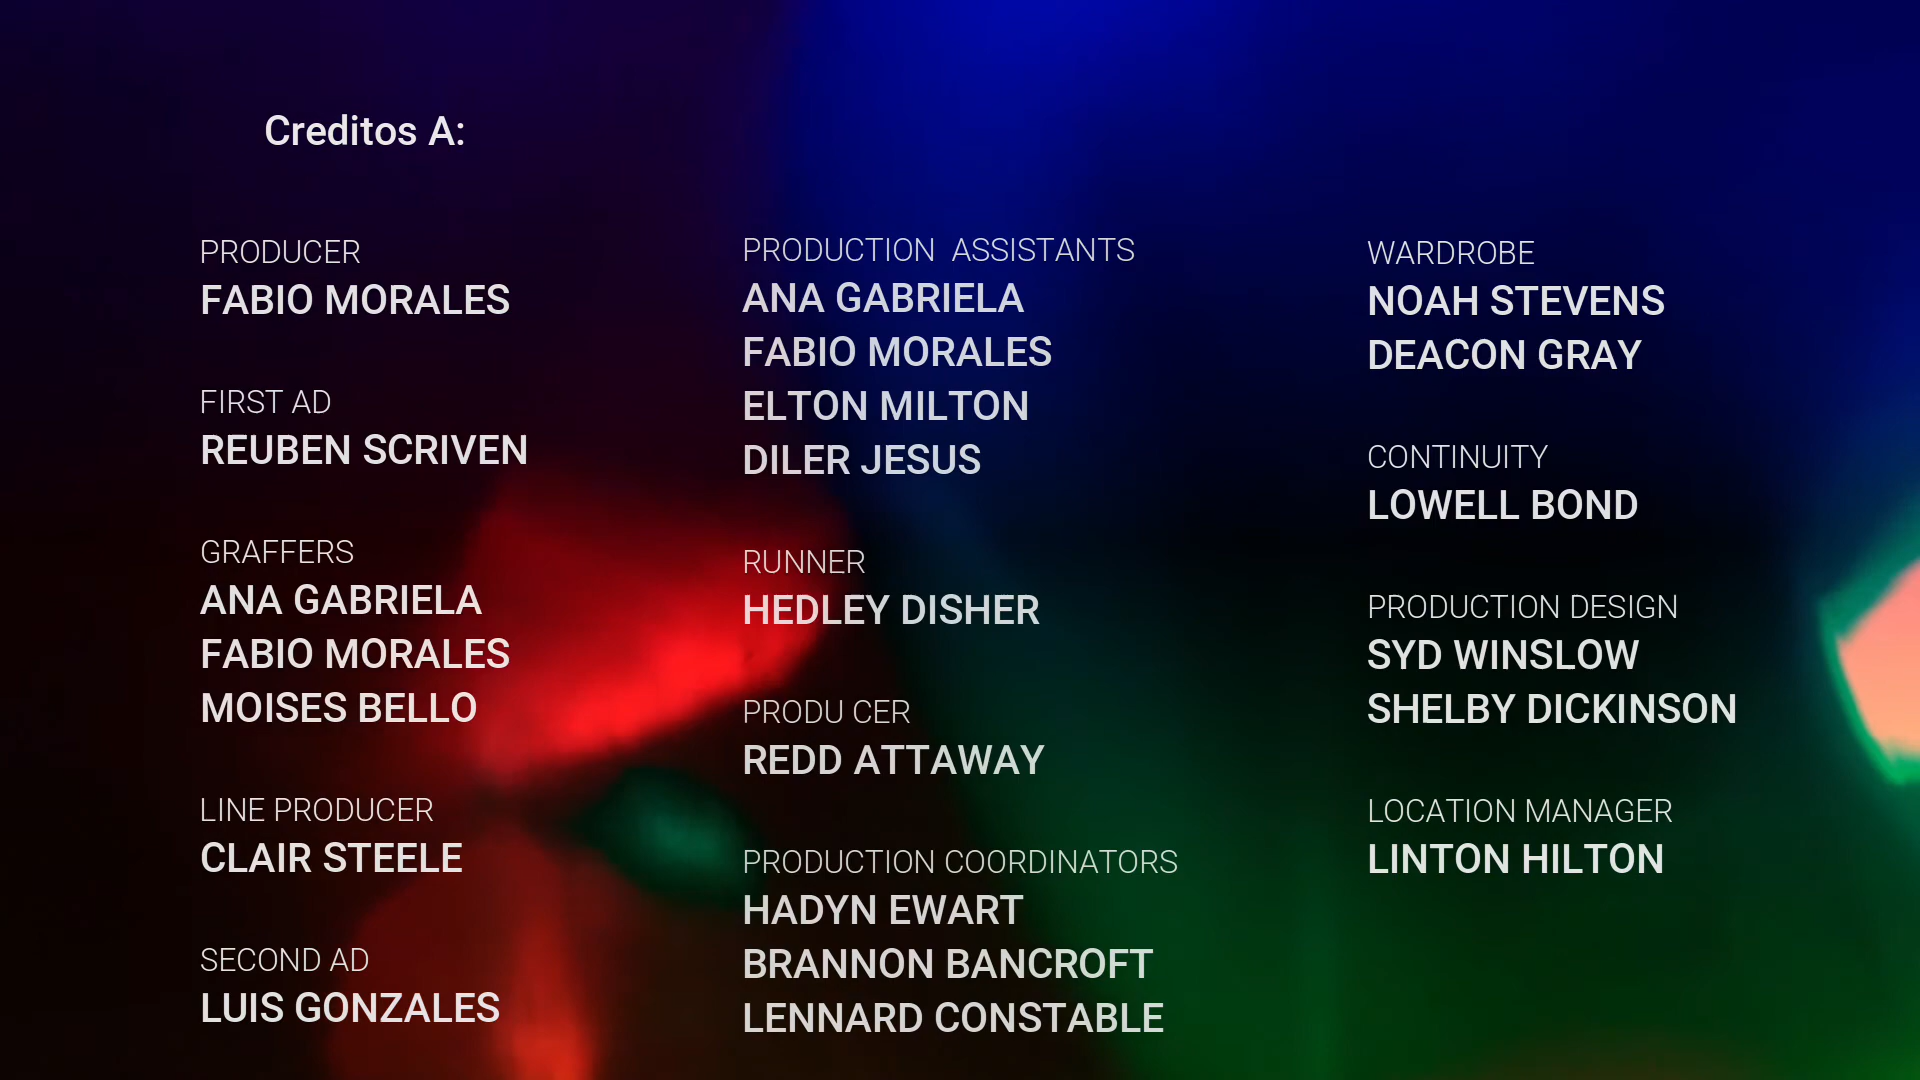 Creditos A:
PRODUCER
FABIO MORALES
FIRST AD
REUBEN SCRIVEN
GRAFFERS
ANA GABRIELA
FABIO MORALES
MOISES BELLO
LINE PRODUCER
CLAIR STEELE
SECOND AD
LUIS GONZALES
PRODUCTION  ASSISTANTS
ANA GABRIELA
FABIO MORALES
ELTON MILTON
DILER JESUS
RUNNER
HEDLEY DISHER
PRODU CER
REDD ATTAWAY
PRODUCTION COORDINATORS
HADYN EWART
BRANNON BANCROFT
LENNARD CONSTABLE
WARDROBE
NOAH STEVENS
DEACON GRAY
CONTINUITY
LOWELL BOND
PRODUCTION DESIGN
SYD WINSLOW
SHELBY DICKINSON
LOCATION MANAGER
LINTON HILTON